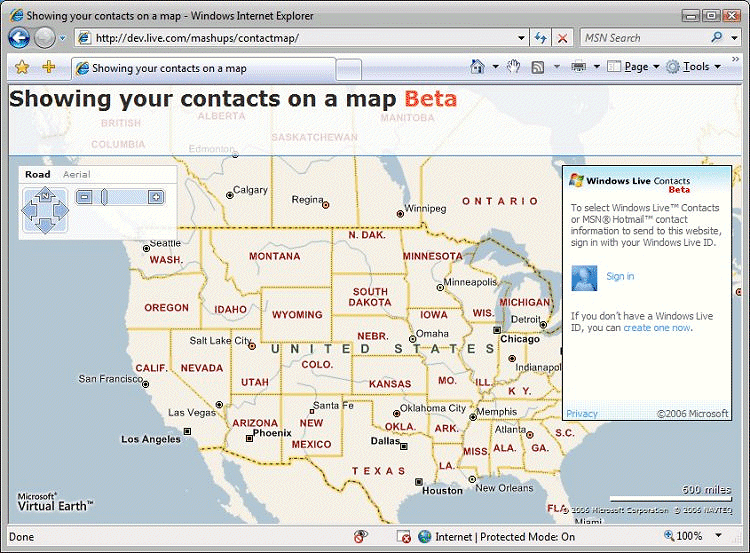 Showing your contacts on a map - Windows Internet Explorer
http://dev.live.com/mashups/contactmap/
MSN Search
Showing your contacts on a map
Page
Tools
Showing your contacts on a map Beta
BRITISH
COLUMBIA
ALBERTA
SASKATCHEWAN
MANITOBA
Edmonton
Road Aerial
N
Calgary
Regina
Winnipeg
ONTARIO
Seattle
WASH.
MONTANA
N. DAK.
MINNESOTA
Minneapolis
OREGON
IDAHO
WYOMING
SOUTH
DAKOTA
WIS.
MICHIGAN
Detroit
IOWA
Chicago
Salt Lake City
NEBR.
Omaha
UNITED STATES
Indianapo
CALIF.
NEVADA
UTAH
COLO.
KANSAS
MO.
ILL.
KY.
San Francisco
Las Vegas
Santa Fe
Oklahoma City
Memphis
Los Angeles
ARIZONA
Phoenix
NEW
MEXICO
OKLA.
ARK.
Atlanta
S.C.
Dallas
MISS.
ALA.
GA.
TEXAS
LA.
Houston
New Orleans
FLA.
Miami
Windows Live Contacts
Beta
To select Windows Live™ Contacts
or MSN® Hotmail™ contact
information to send to this website,
sign in with your Windows Live ID.
Sign in
If you don't have a Windows Live
ID, you can create one now.
Privacy ©2006 Microsoft
Microsoft®
Virtual Earth™
500 miles
© 2006 Microsoft Corporation © 2006 NAVTEQ
Done
Internet | Protected Mode: On
100%